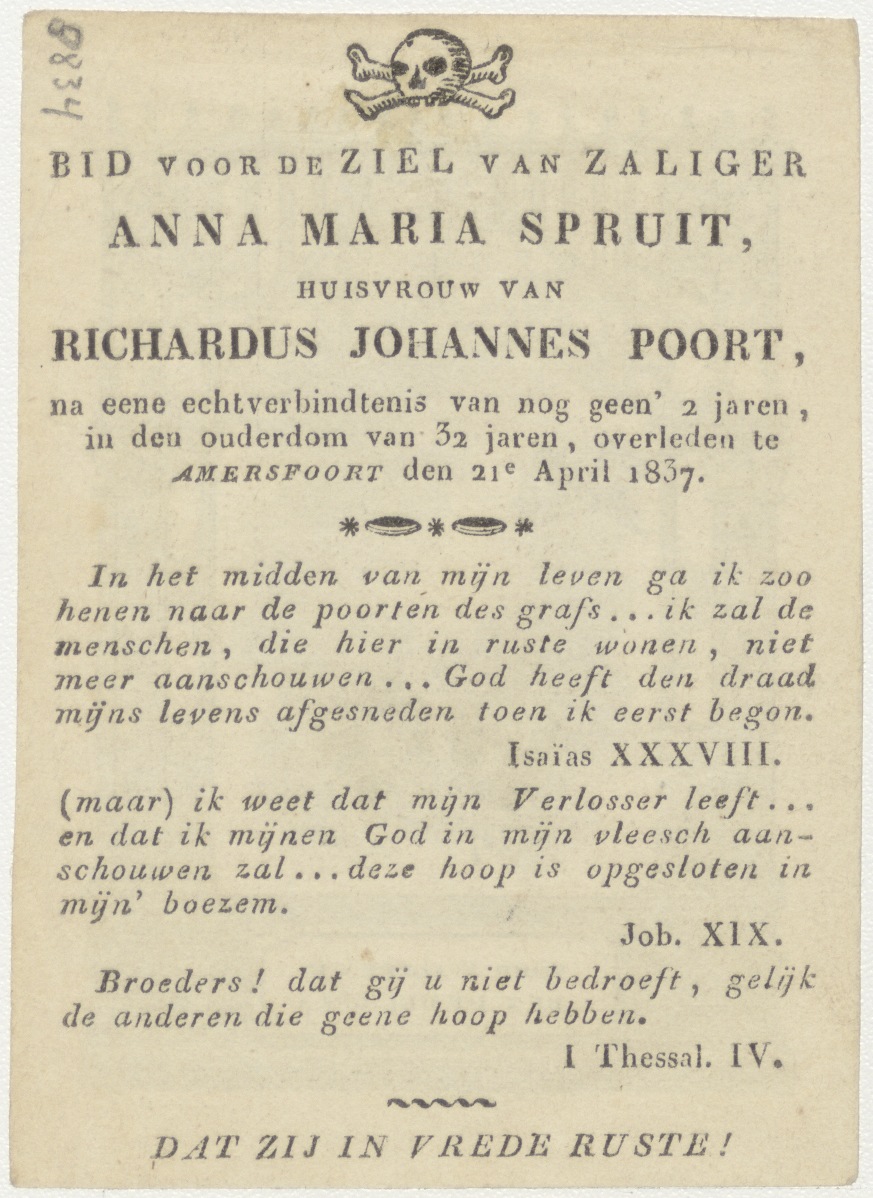 0834
BID VOOR DE ZIEL VAN ZALIGER
ANNA MARIA SPRUIT,
HUISVROUW VAN
RICHARDUS JOHANNES POORT,
na eene echtverbindtenis van nog geen' 2 jaren,
in den ouderdom van 32 jaren, overleden te
AMERSFOORT den 21e April 1837.
In het midden van mijn leven ga ik zoo
henen naar de poorten des grafs... ik zal de
menschen, die hier in ruste wonen, niet
meer aanschouwen... God heeft den draad
mijns levens afgesneden toen ik eerst begon.
Isaïas XXXVIII.
(maar) ik weet dat mijn Verlosser leeft...
en dat ik mijnen God in mijn vleesch aan-
schouwen zal... deze hoop is opgesloten in
mijn' boezem.
Job. XIX.
Broeders! dat gij u niet bedroeft, gelijk
de anderen die geene hoop hebben.
I Thessal. IV.
DAT ZIJ IN VREDE RUSTE!